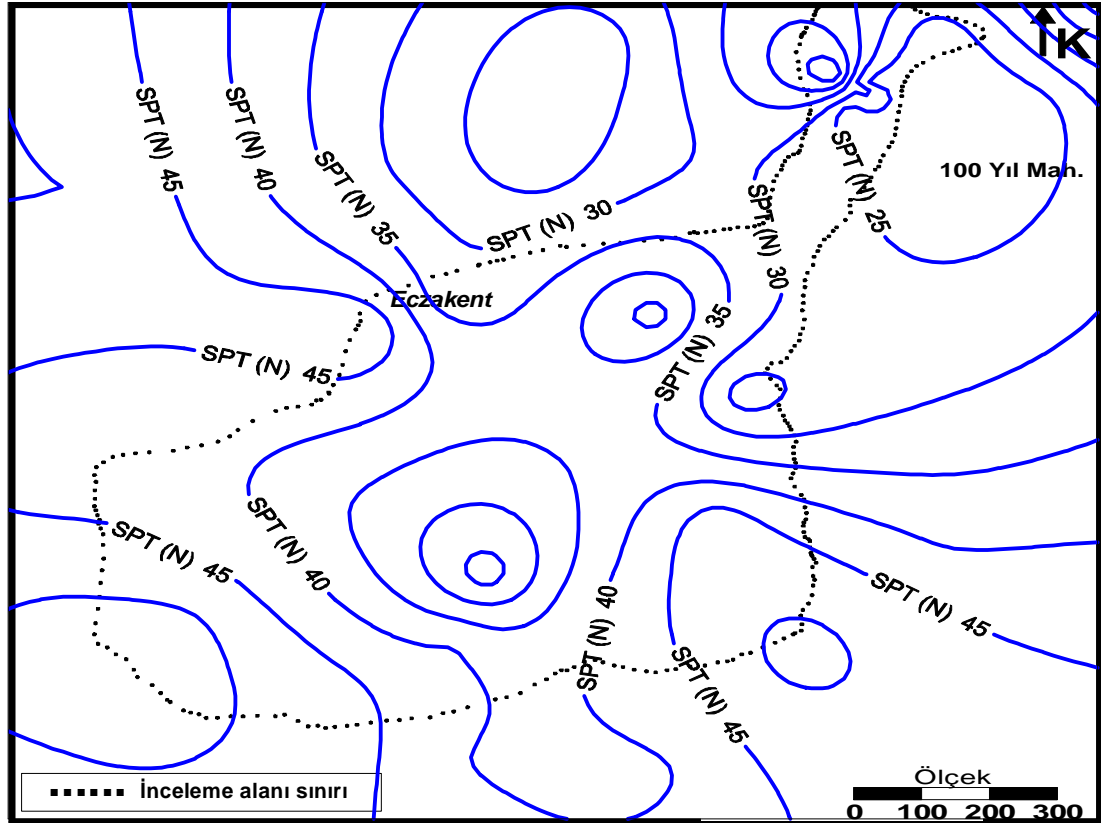 K
SPT (N) 45
SPT (N) 40
SPT (N) 35
SPT (N) 30
SPT (N) 30
SPT (N) 25
100 Yıl Mah.
Eczakent
SPT (N) 35
SPT (N) 45
SPT (N) 45
SPT (N) 40
SPT (N) 40
SPT (N) 45
SPT (N) 45
İnceleme alanı sınırı
Ölçek
0 100 200 300